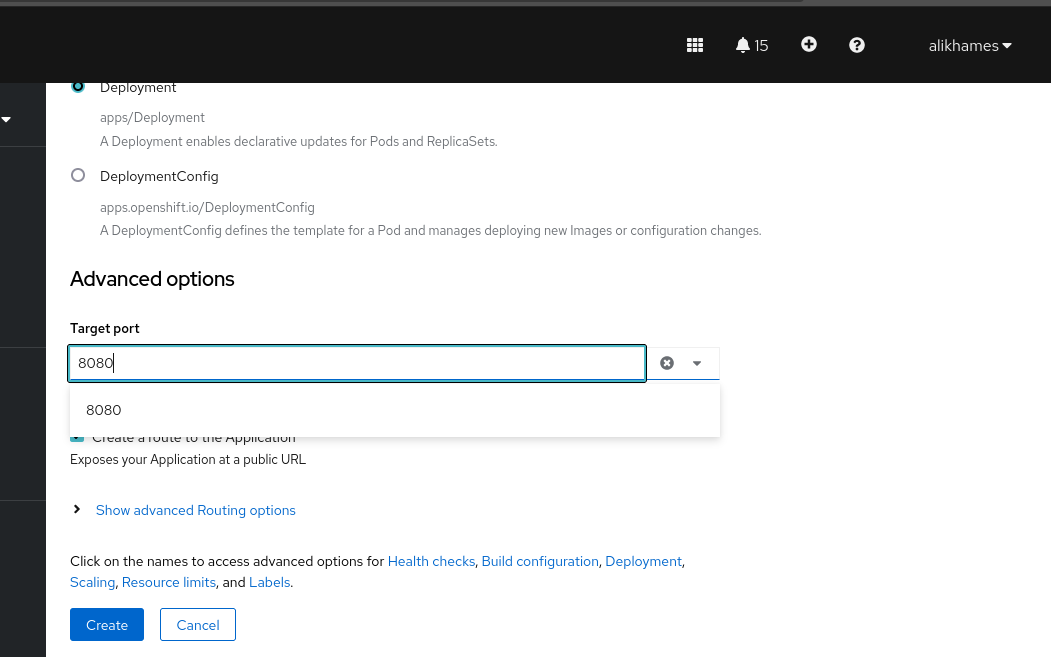 15
alikhames
Deployment
apps/Deployment
A Deployment enables declarative updates for Pods and ReplicaSets.
DeploymentConfig
apps.openshift.io/DeploymentConfig
A DeploymentConfig defines the template for a Pod and manages deploying new Images or configuration changes.
Advanced options
Target port
8080
8080
Create a route to the Application
Exposes your Application at a public URL
Show advanced Routing options
Click on the names to access advanced options for Health checks, Build configuration, Deployment,
Scaling, Resource limits, and Labels.
Create Cancel